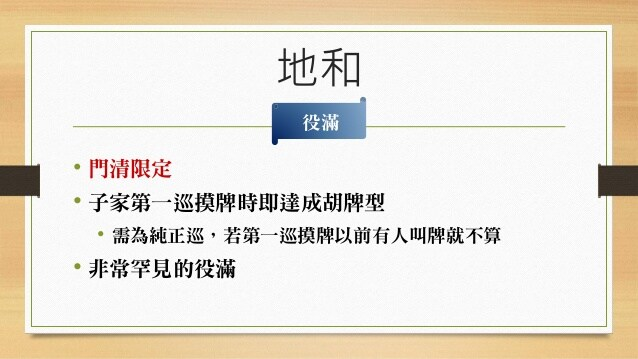 地和
役滿
• 門清限定
• 子家第一巡摸牌時即達成胡牌型
• 需為純正巡，若第一巡摸牌以前有人叫牌就不算
• 非常罕見的役滿